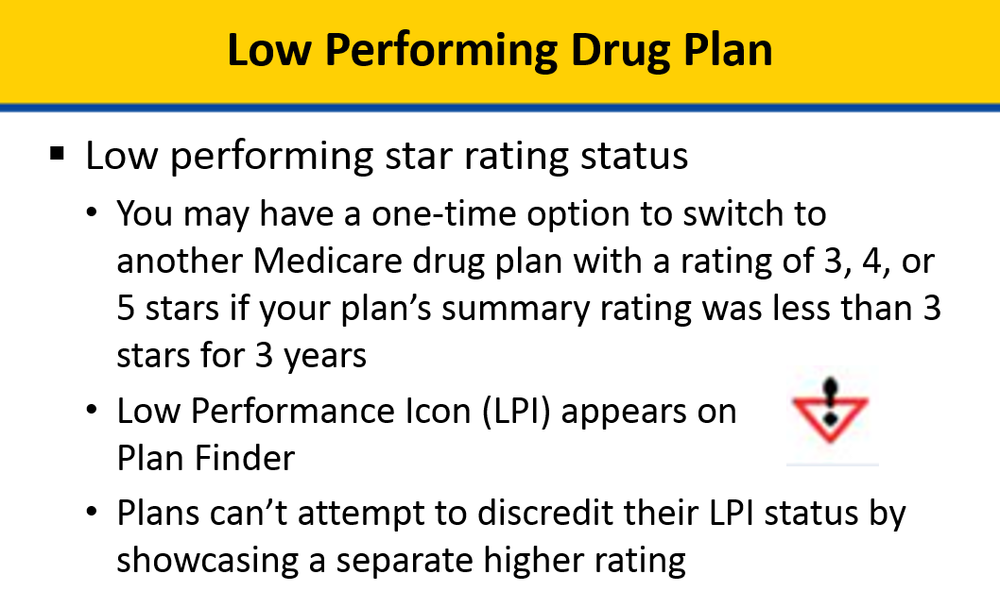 Low Performing Drug Plan
▪ Low performing star rating status
• You may have a one-time option to switch to
another Medicare drug plan with a rating of 3, 4, or
5 stars if your plan’s summary rating was less than 3
stars for 3 years
• Low Performance Icon (LPI) appears on
Plan Finder
• Plans can’t attempt to discredit their LPI status by
showcasing a separate higher rating